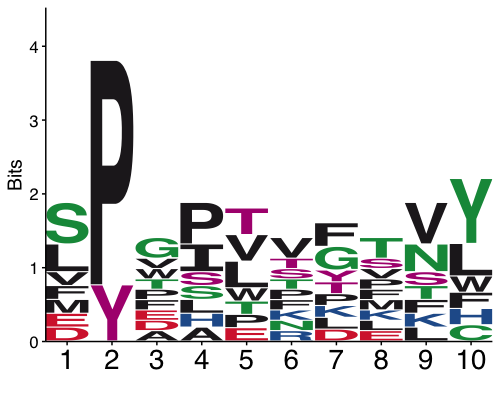 Bits
4
3
2
1
0
S L V F M E D
P Y
G V W T P F E D A
P I S S L H A
T V L W T P E
V T S T P F K N R
F G Y T P K L D
T S V P M K L E
V N S T F K L
Y L W F H C
1 2 3 4 5 6 7 8 9 10